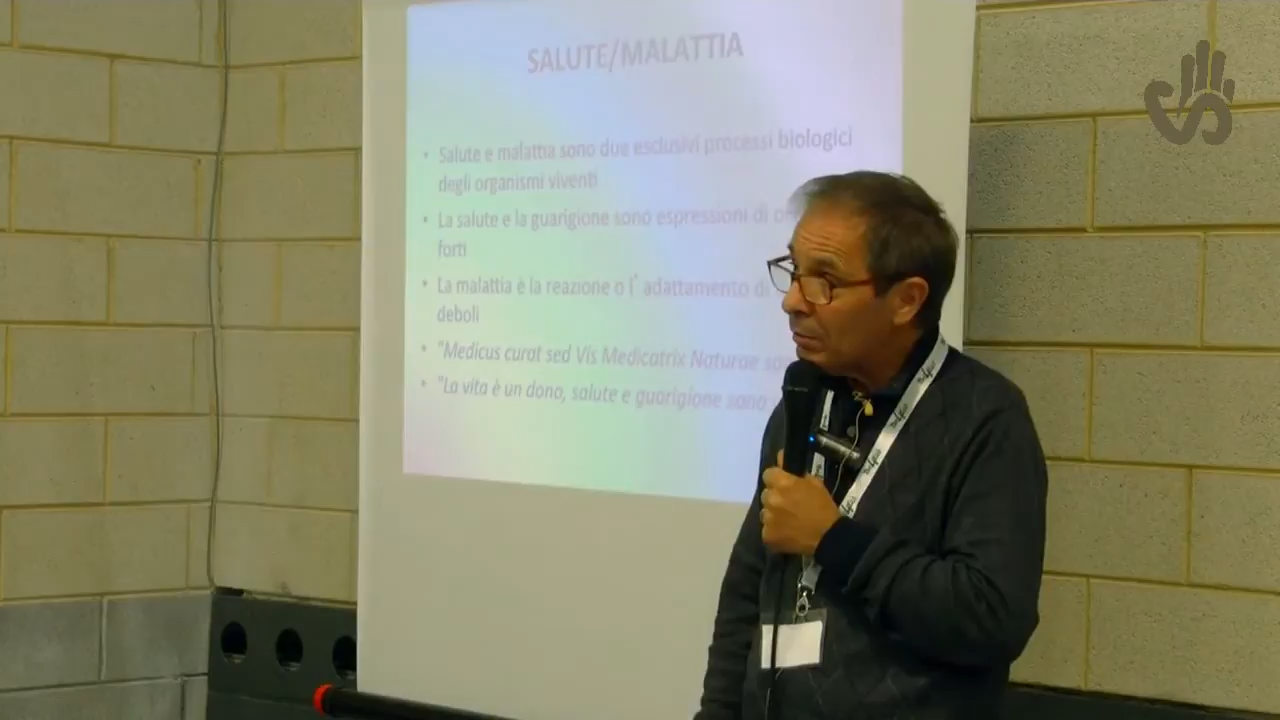 SALUTE/MALATTIA
• Salute e malattia sono due esclusivi processi biologici
degli organismi viventi
• La salute e la guarigione sono espressioni di
forti
• La malattia è la reazione o l' adattamento di
deboli
• "Medicus curat sed Vis Medicatrix Naturae
• "La vita è un dono, salute e guarigione sono